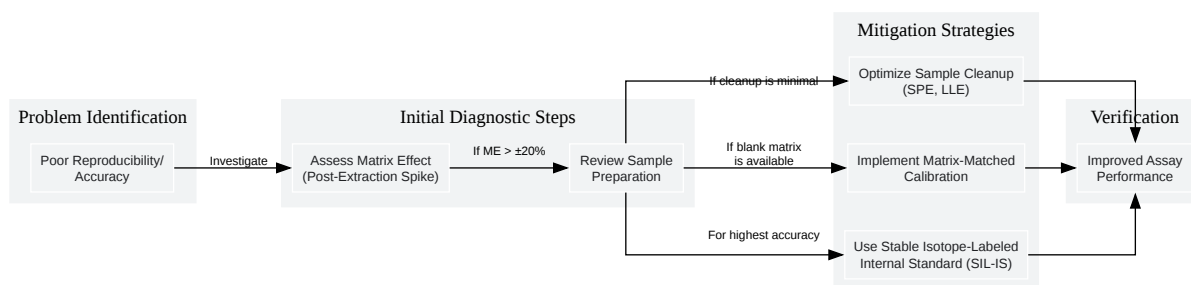 Problem Identification
Poor Reproducibility/
Accuracy
Investigate
Initial Diagnostic Steps
Assess Matrix Effect
(Post-Extraction Spike)
If ME > ±20%
Review Sample
Preparation
If cleanup is minimal
If blank matrix
is available
For highest accuracy
Mitigation Strategies
Optimize Sample Cleanup
(SPE, LLE)
Implement Matrix-Matched
Calibration
Use Stable Isotope-Labeled
Internal Standard (SIL-IS)
Verification
Improved Assay
Performance